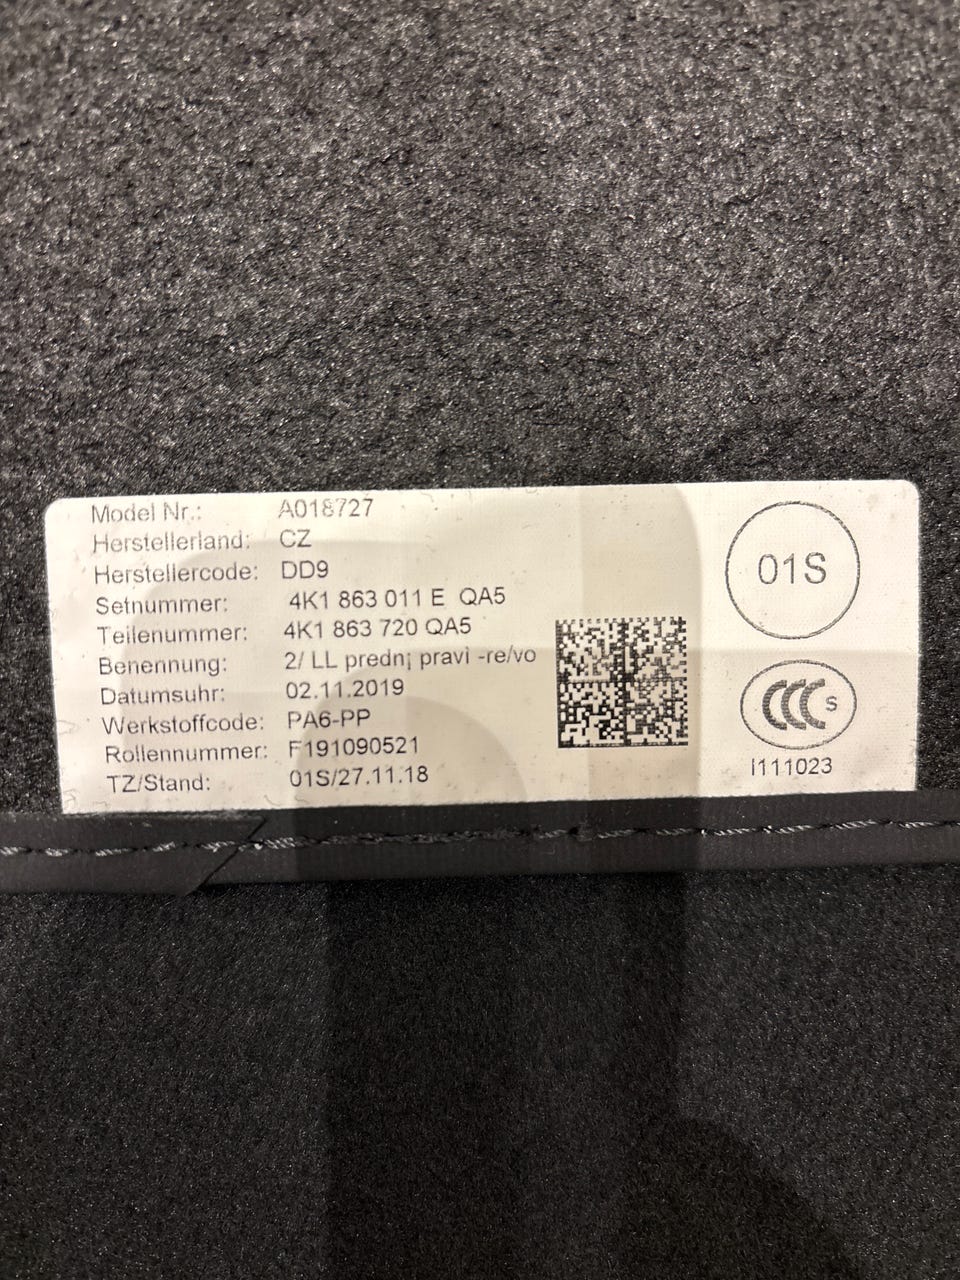 Model Nr.: A018727
Herstellerland: CZ
Herstellercode: DD9
Setnummer: 4K1 863 011 E QA5
Teilenummer: 4K1 863 720 QA5
Benennung: 2/ LL predn¡ pravì -re/vo
Datumsuhr: 02.11.2019
Werkstoffcode: PA6-PP
Rollennummer: F191090521
TZ/Stand: 01S/27.11.18
01S
CCC S
I111023